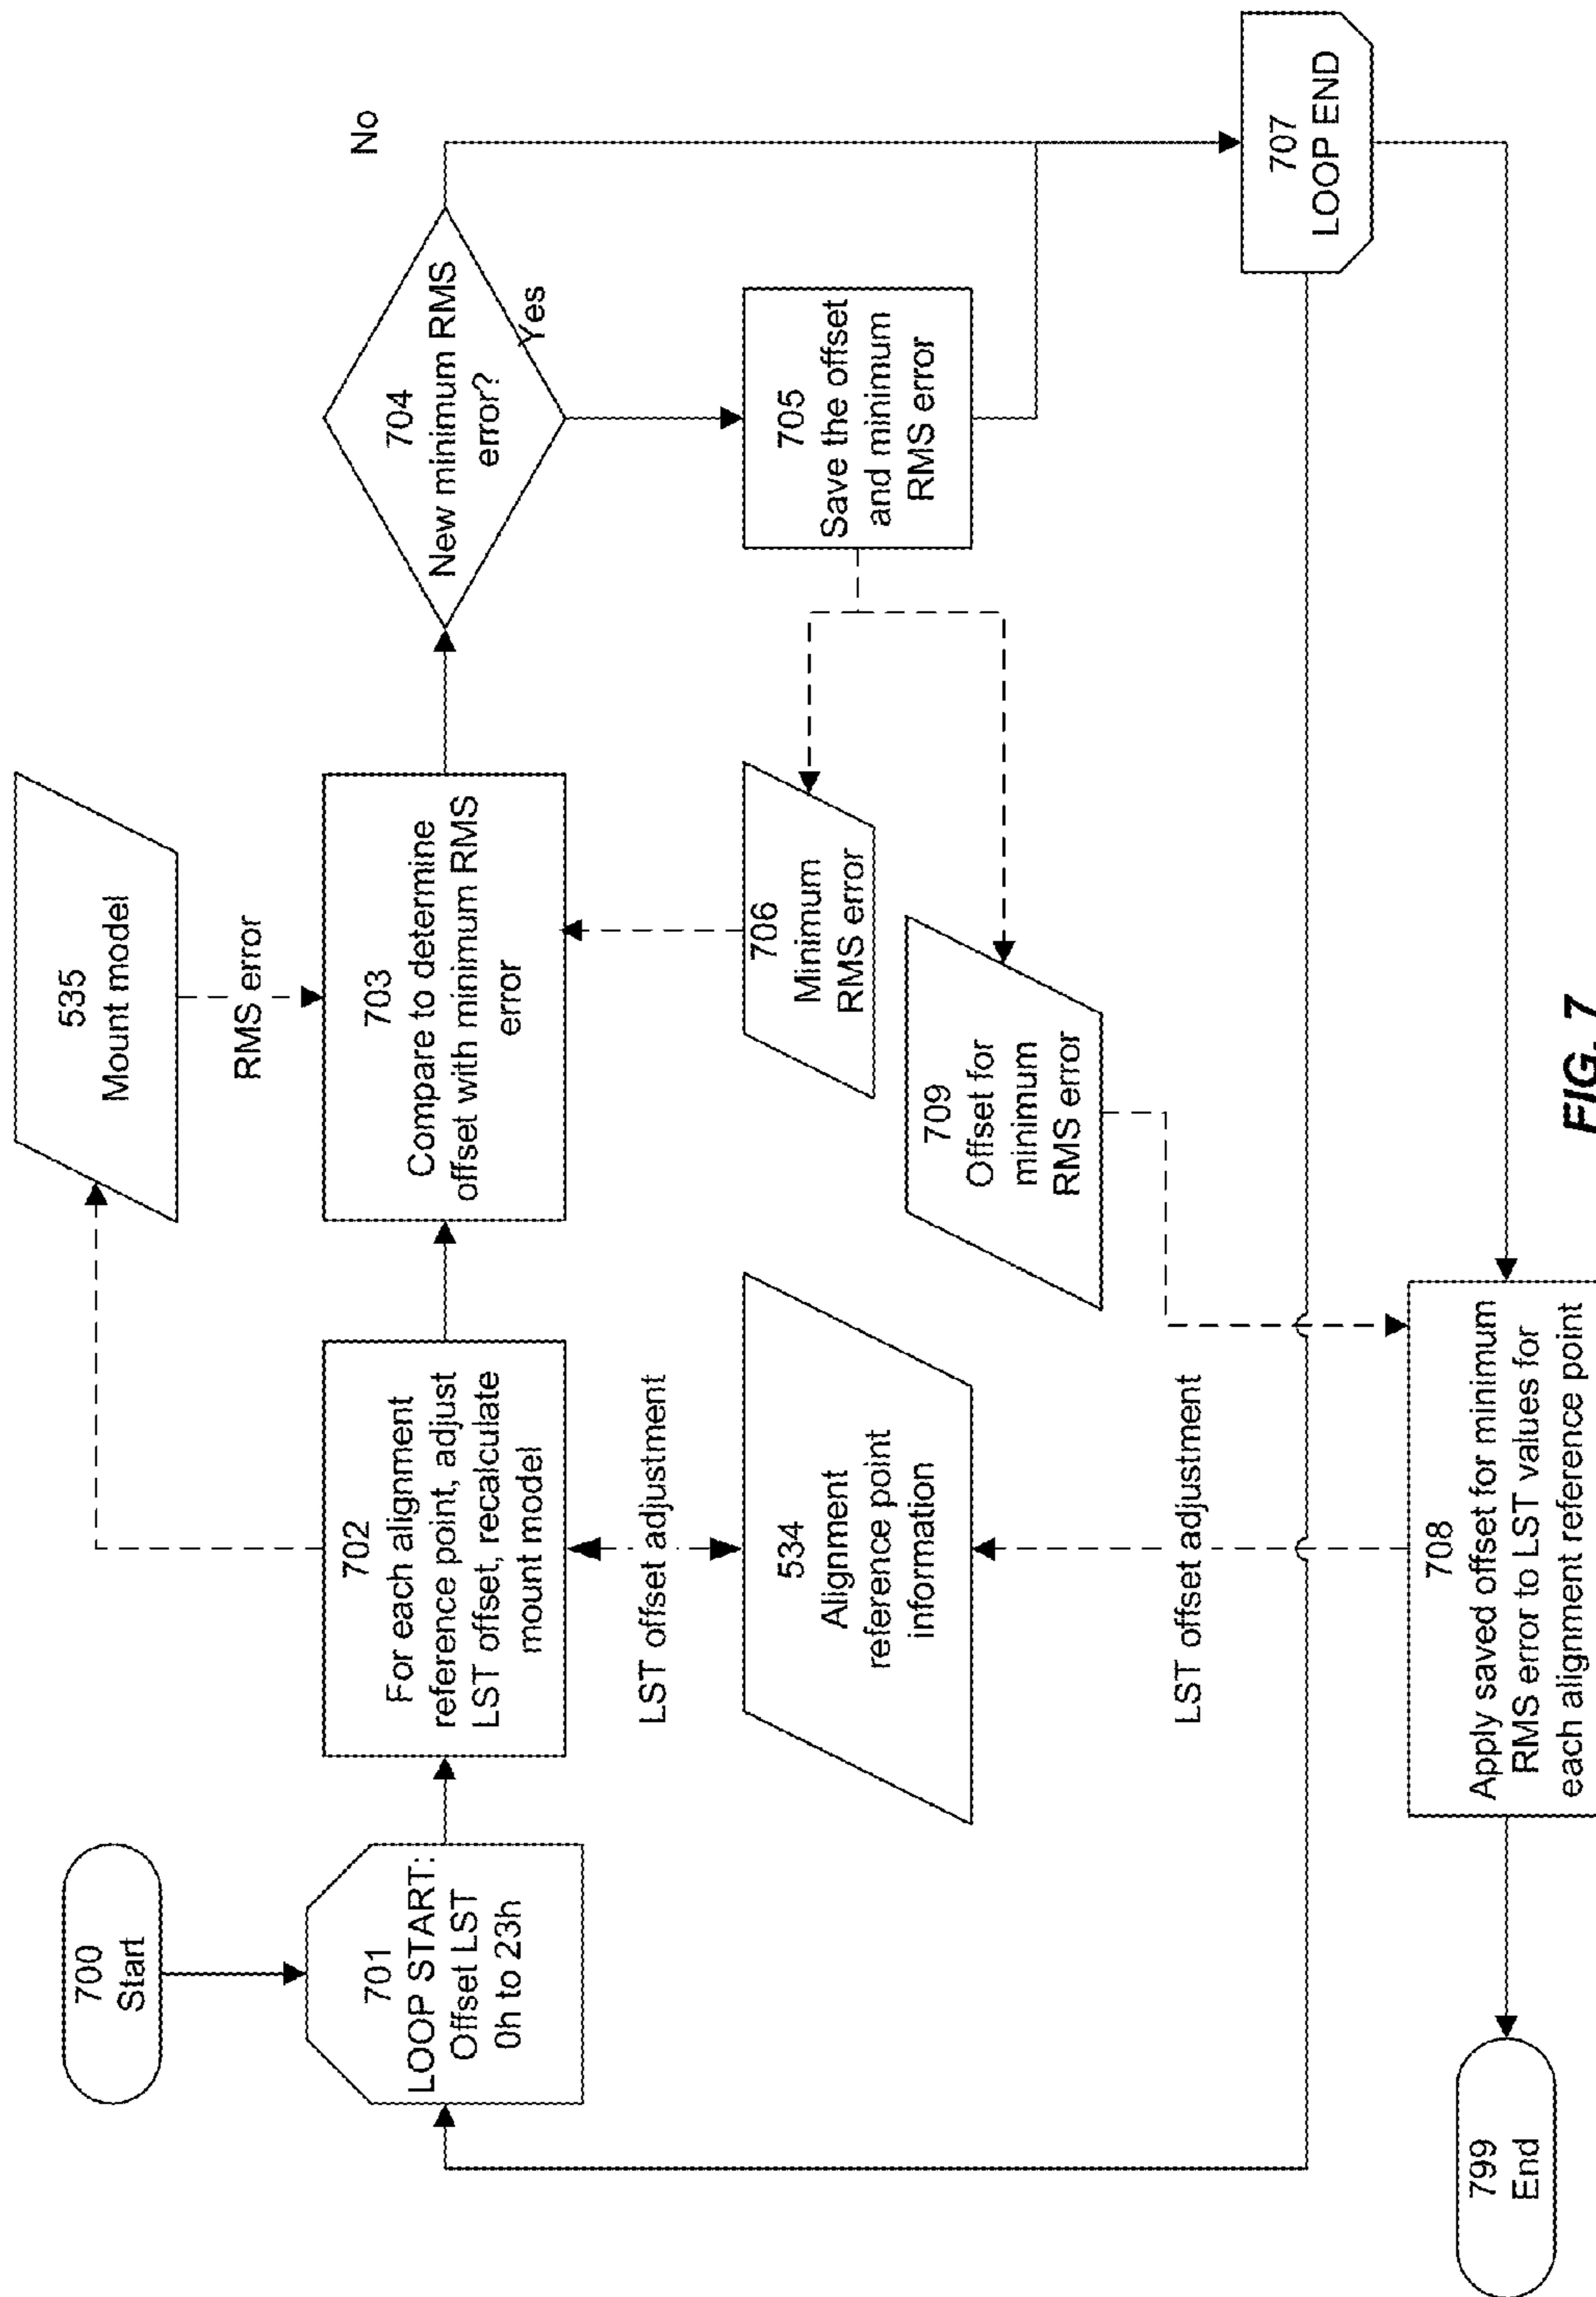 700
Start
701
LOOP START:
Offset LST
0h to 23h
702
For each alignment
reference point, adjust
LST offset, recalculate
mount model
535
Mount model
RMS error
703
Compare to determine
offset with minimum RMS
error
704
New minimum RMS
error?
No
Yes
705
Save the offset
and minimum
RMS error
706
Minimum
RMS error
709
Offset for
minimum
RMS error
LST offset adjustment
534
Alignment
reference point
information
LST offset adjustment
707
LOOP END
708
Apply saved offset for minimum
RMS error to LST values for
each alignment reference point
799
End
FIG. 7